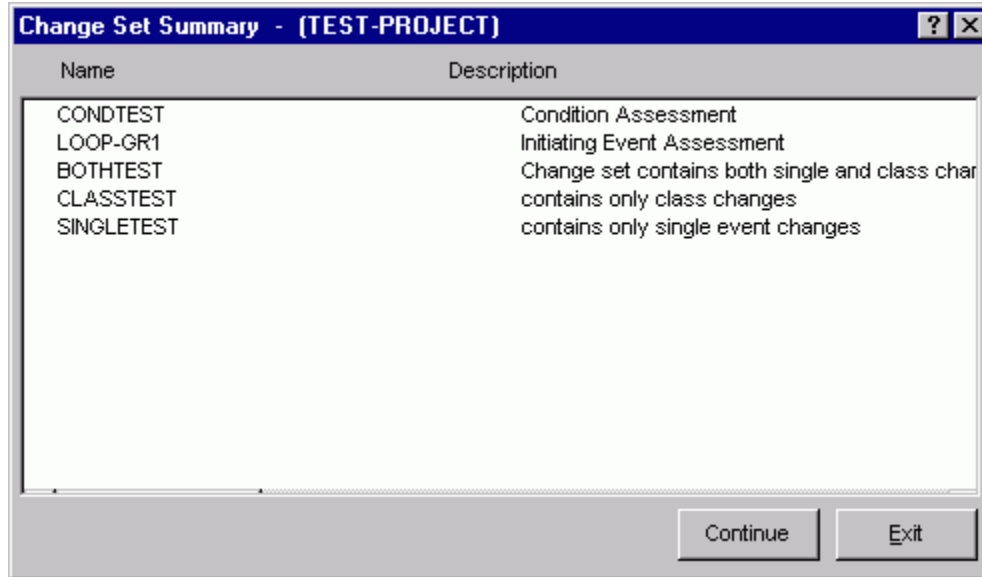 Change Set Summary - (TEST-PROJECT)
Name Description
CONDTEST Condition Assessment
LOOP-GR1 Initiating Event Assessment
BOTHTEST Change set contains both single and class char
CLASSTEST contains only class changes
SINGLETEST contains only single event changes
Continue Exit